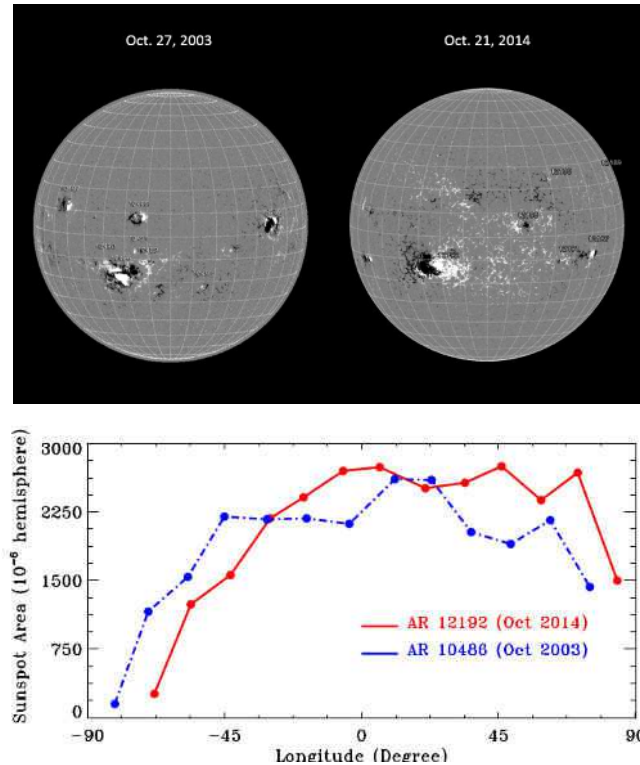 Oct. 27, 2003
Oct. 21, 2014
3000
2250
1500
750
0
Sunspot Area (10⁻⁶ hemisphere)
AR 12192 (Oct 2014)
AR 10486 (Oct 2003)
−90
−45
0
45
90
Longitude (Degree)